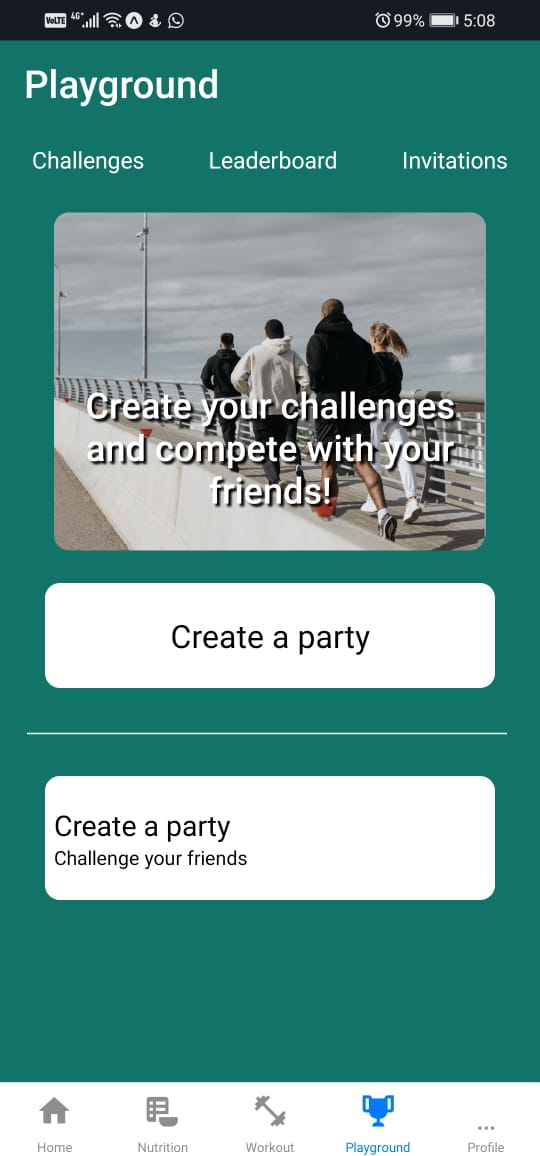 VoLTE 4G+ 99% 5:08
Playground
Challenges Leaderboard Invitations
Create your challenges
and compete with your
friends!
Create a party
Create a party
Challenge your friends
Home Nutrition Workout Playground Profile